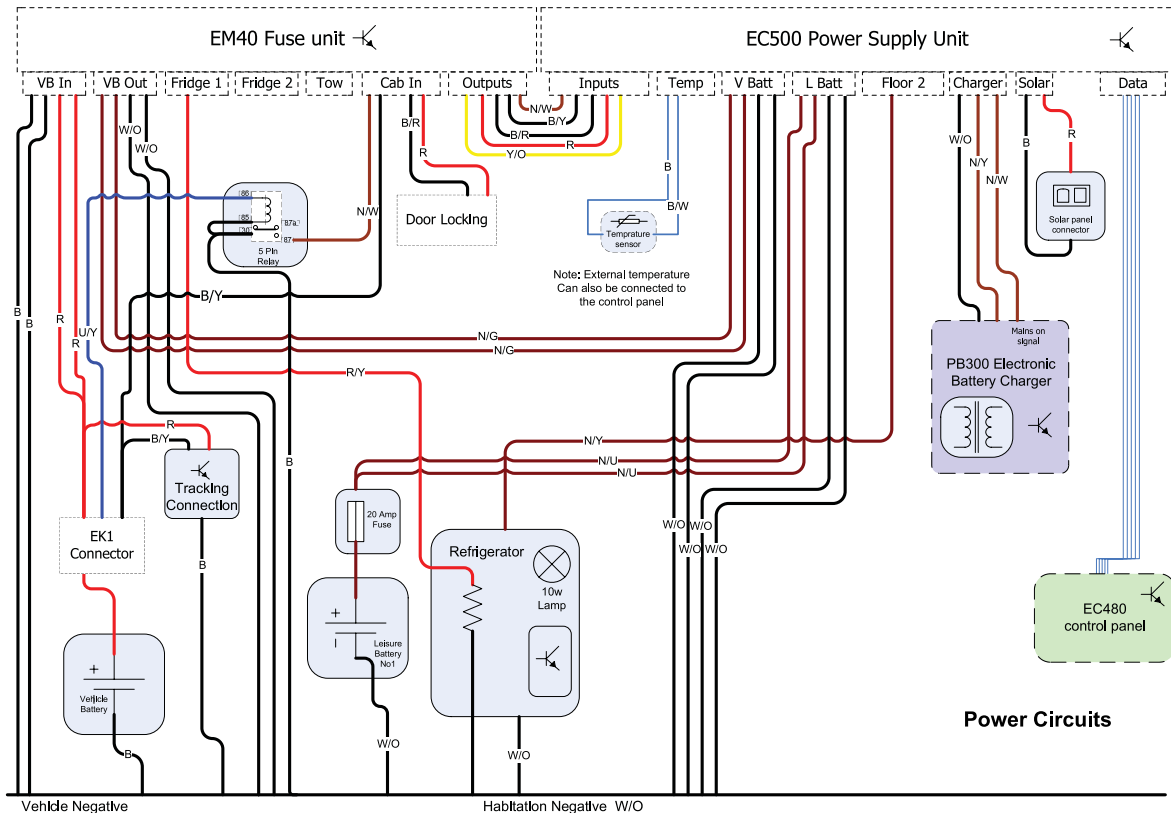 EM40 Fuse unit
EC500 Power Supply Unit
VB In
VB Out
Fridge 1
Fridge 2
Tow
Cab In
Outputs
Inputs
Temp
V Batt
L Batt
Floor 2
Charger
Solar
Data
W/O
W/O
B/R
R
N/W
B/Y
B/R
R
Y/O
B
B/W
W/O
N/Y
N/W
B
R
86
85
30
87a
87
5 Pin
Relay
N/W
Door Locking
Temprature
sensor
Note: External temperature
Can also be connected to
the control panel
Solar panel
connector
B
B
R
U/Y
R
B/Y
N/G
N/G
R/Y
Mains on
signal
PB300 Electronic
Battery Charger
R
B/Y
Tracking
Connection
B
N/Y
N/U
N/U
20 Amp
Fuse
EK1
Connector
B
Refrigerator
10w
Lamp
W/O
W/O
W/O
W/O
EC480
control panel
+
Vehicle
Battery
B
+
–
Leisure
Battery
No1
W/O
W/O
Power Circuits
Vehicle Negative
Habitation Negative W/O